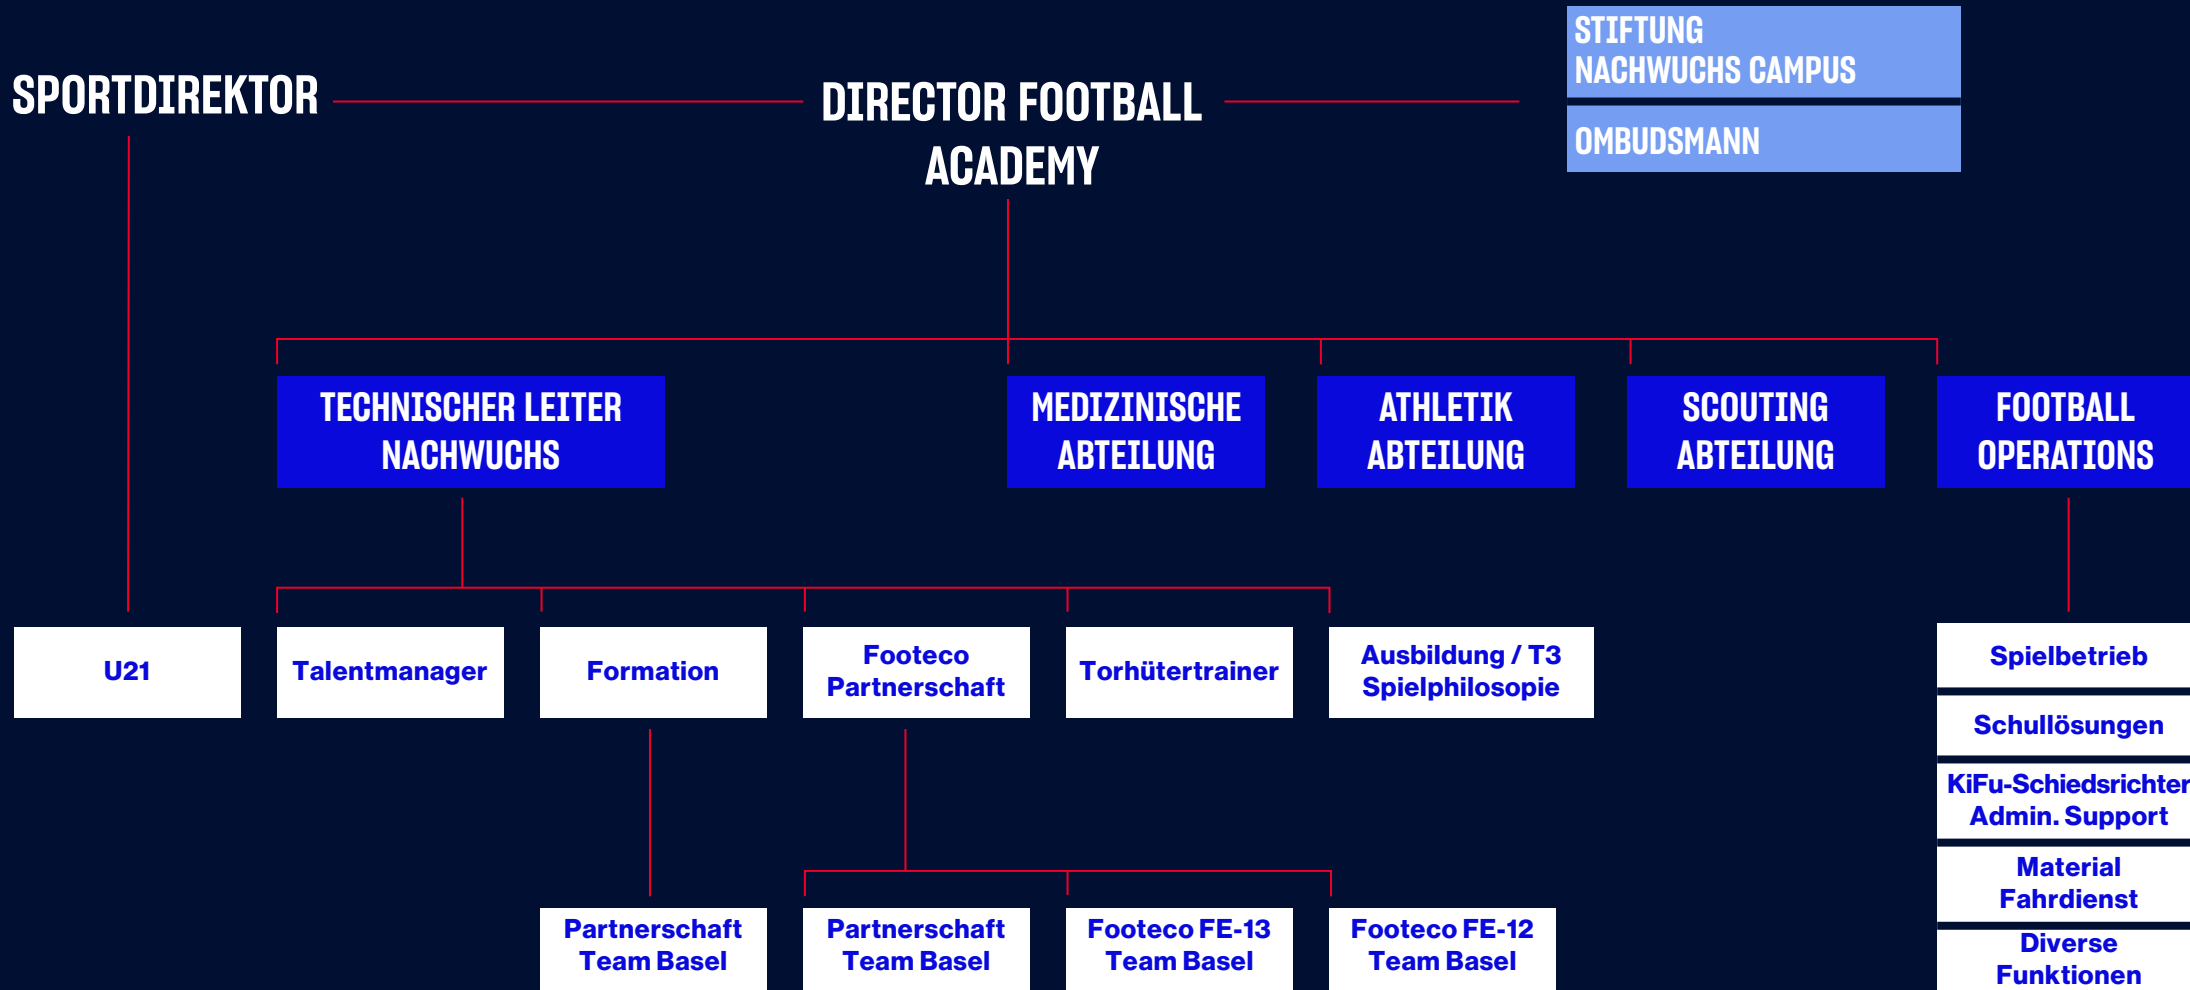 SPORTDIREKTOR
DIRECTOR FOOTBALL
ACADEMY
STIFTUNG
NACHWUCHS CAMPUS
OMBUDSMANN
TECHNISCHER LEITER
NACHWUCHS
MEDIZINISCHE
ABTEILUNG
ATHLETIK
ABTEILUNG
SCOUTING
ABTEILUNG
FOOTBALL
OPERATIONS
U21
Talentmanager
Formation
Footeco
Partnerschaft
Torhütertrainer
Ausbildung / T3
Spielphilosopie
Spielbetrieb
Schullösungen
KiFu-Schiedsrichter
Admin. Support
Material
Fahrdienst
Diverse
Funktionen
Partnerschaft
Team Basel
Partnerschaft
Team Basel
Footeco FE-13
Team Basel
Footeco FE-12
Team Basel